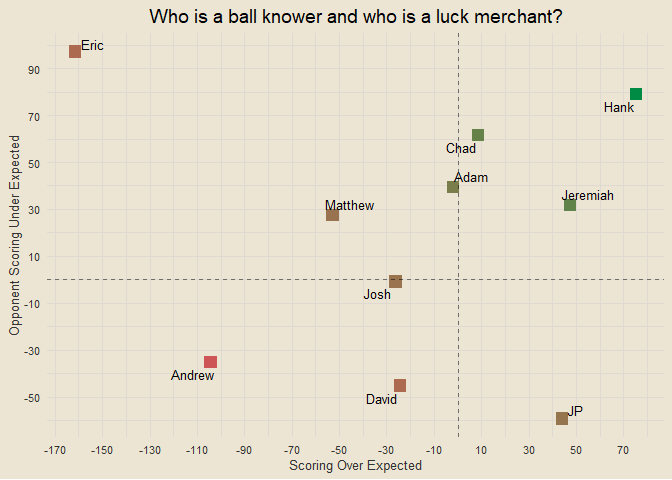 Who is a ball knower and who is a luck merchant?
Eric
90
Hank
70
Chad
50
Adam
Jeremiah
Matthew
30
10
Josh
-10
-30
Andrew
David
-50
JP
Opponent Scoring Under Expected
-170 -150 -130 -110 -90 -70 -50 -30 -10 10 30 50 70
Scoring Over Expected